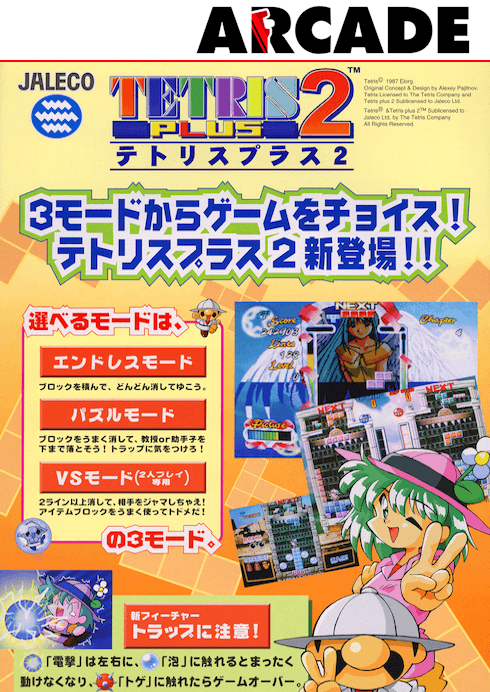 ARCADE
JALECO
TETRIS 2™
PLUS
テトリスプラス2
Tetris© 1987 Elorg.
Original Concept & Design by Alexey Pajitnov.
Tetris Licensed to The Tetris Company and
Tetris plus 2 Sublicensed to Jaleco Ltd.
Tetris® &Tetris plus 2™ Sublicensed to
Jaleco Ltd. by The Tetris Company
All Rights Reserved.
3モードからゲームをチョイス!
テトリスプラス2新登場!!
選べるモードは、
エンドレスモード
ブロックを積んで、どんどん消してゆこう。
パズルモード
ブロックをうまく消して、教授or助手子を
下まで落とそう!トラップに気をつけろ!
VSモード(2人プレイ専用)
2ライン以上消して、相手をジャマしちゃえ!
アイテムブロックをうまく使ってトドメだ!
の3モード。
NEXT
Score
242903
Lines
128
Level
Picture
Chapter
4
NEXT
NEXT
新フィーチャー
トラップに注意!
「電撃」は左右に、「泡」に触れるとまったく
動けなくなり、「トゲ」に触れたらゲームオーバー。